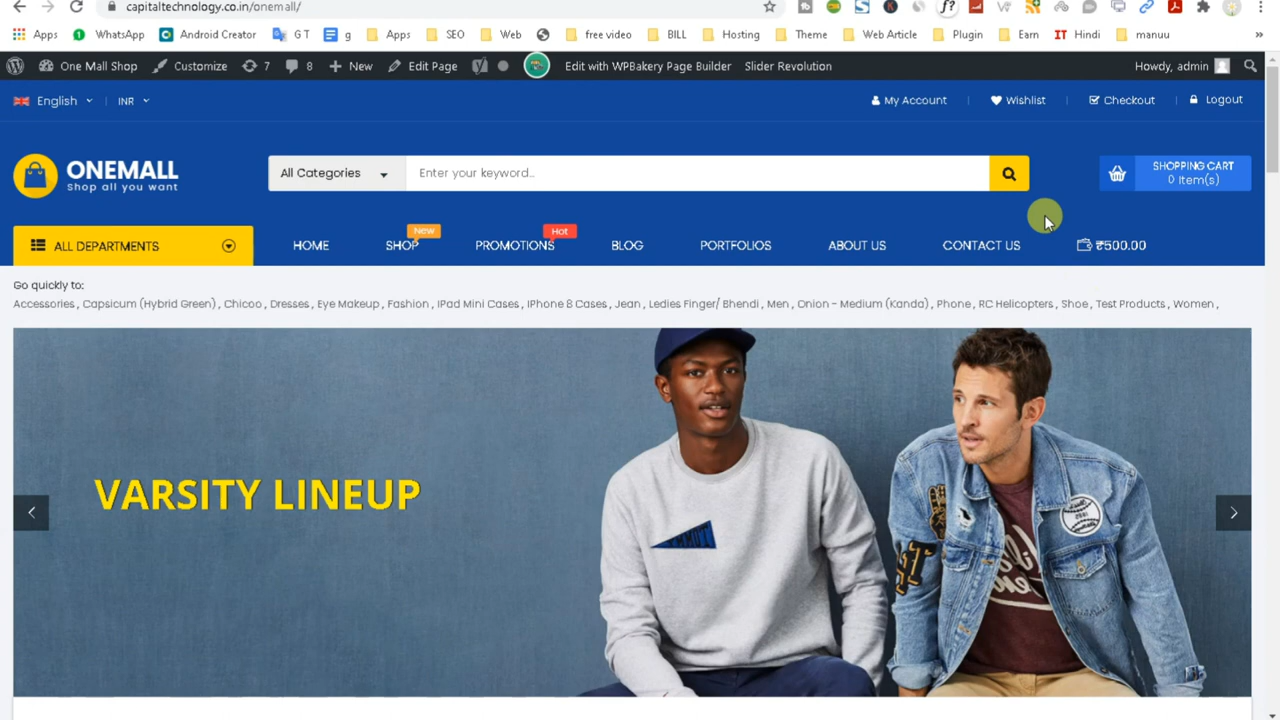 capitaltechnology.co.in/onemall/
Apps WhatsApp Android Creator G T g Apps SEO Web free video BILL Hosting Theme Web Article Plugin Earn IT Hindi manuu »
One Mall Shop Customize 7 8 + New Edit Page Edit with WPBakery Page Builder Slider Revolution Howdy, admin
English | INR My Account | Wishlist | Checkout | Logout
ONEMALL
Shop all you want
All Categories Enter your keyword... SHOPPING CART
0 Item(s)
New Hot
ALL DEPARTMENTS HOME SHOP PROMOTIONS BLOG PORTFOLIOS ABOUT US CONTACT US ₹500.00
Go quickly to:
Accessories , Capsicum (Hybrid Green) , Chicoo , Dresses , Eye Makeup , Fashion , IPad Mini Cases , IPhone 8 Cases , Jean , Ledies Finger/ Bhendi , Men , Onion - Medium (Kanda) , Phone , RC Helicopters , Shoe , Test Products , Women ,
VARSITY LINEUP